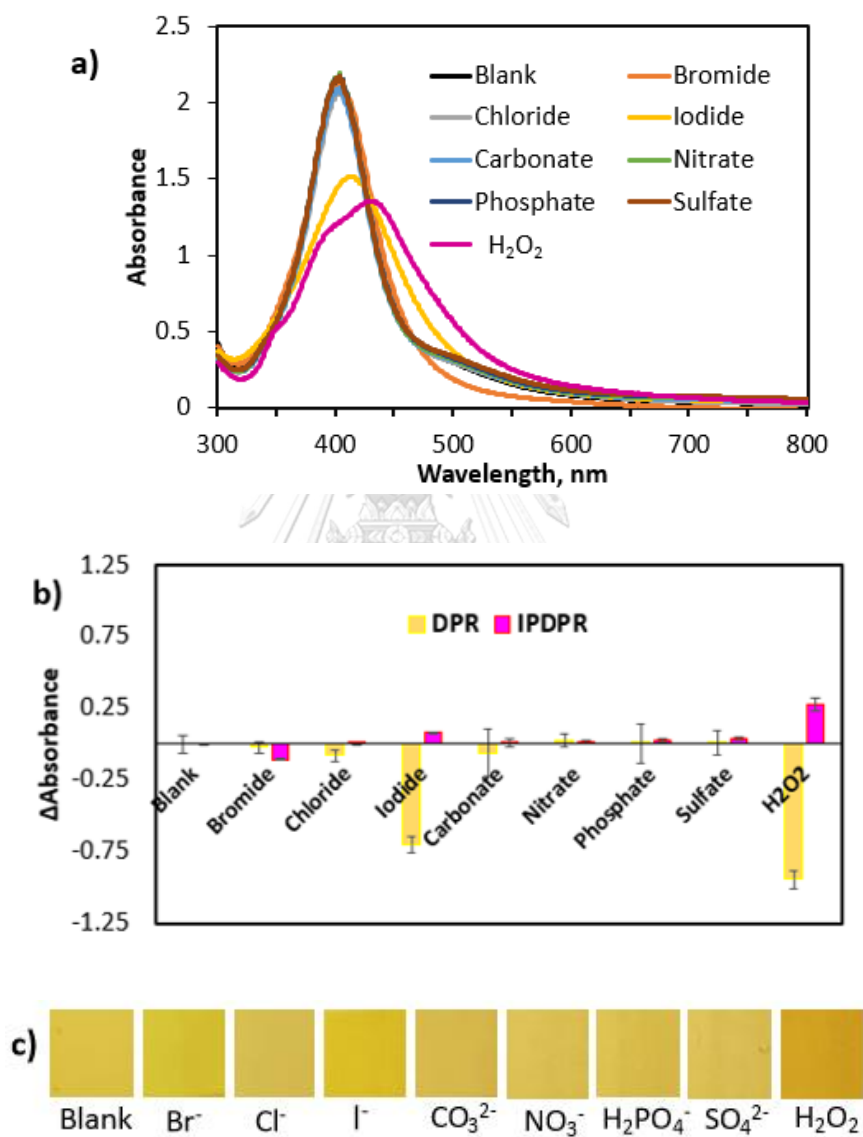 a)
2.5
2
1.5
1
0.5
0
Absorbance
Blank Bromide
Chloride Iodide
Carbonate Nitrate
Phosphate Sulfate
H₂O₂
300 400 500 600 700 800
Wavelength, nm
b)
1.25
0.75
0.25
-0.25
-0.75
-1.25
ΔAbsorbance
DPR IPDPR
Blank Bromide Chloride Iodide Carbonate Nitrate Phosphate Sulfate H2O2
c)
Blank Br⁻ Cl⁻ I⁻ CO₃²⁻ NO₃⁻ H₂PO₄⁻ SO₄²⁻ H₂O₂